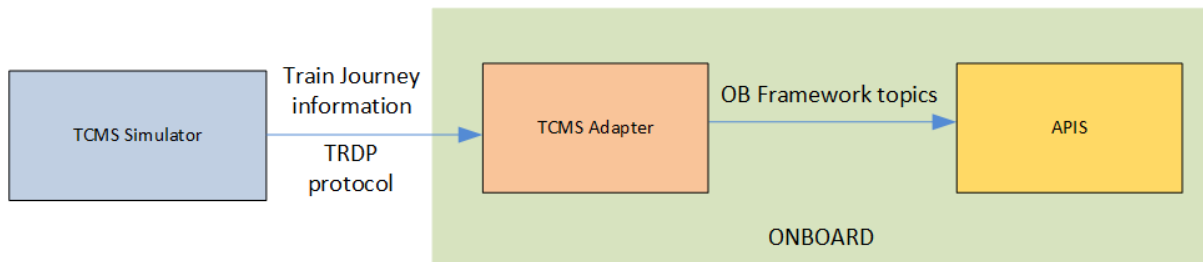 TCMS Simulator
Train Journey
information
TRDP
protocol
TCMS Adapter
OB Framework topics
APIS
ONBOARD